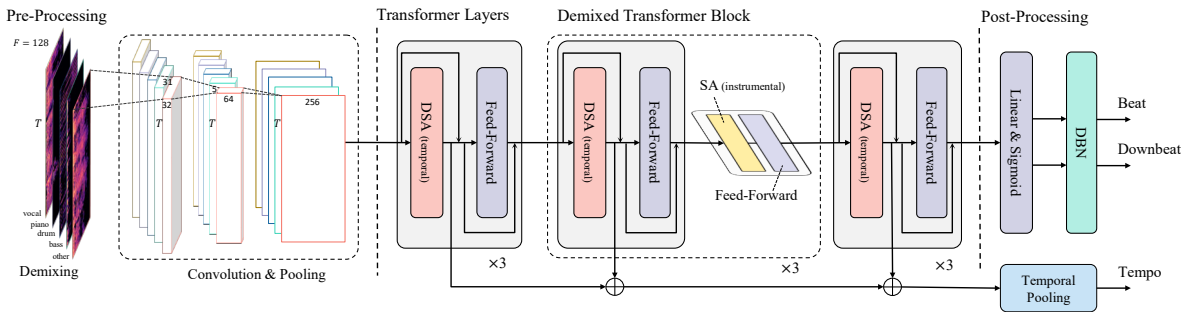 Pre-Processing
Transformer Layers
Demixed Transformer Block
Post-Processing
F = 128
T
vocal
piano
drum
bass
other
Demixing
31
32
T
5
64
T
256
Convolution & Pooling
DSA (temporal)
Feed-Forward
×3
DSA (temporal)
Feed-Forward
SA (instrumental)
Feed-Forward
×3
DSA (temporal)
Feed-Forward
×3
Linear & Sigmoid
DBN
Beat
Downbeat
Temporal
Pooling
Tempo